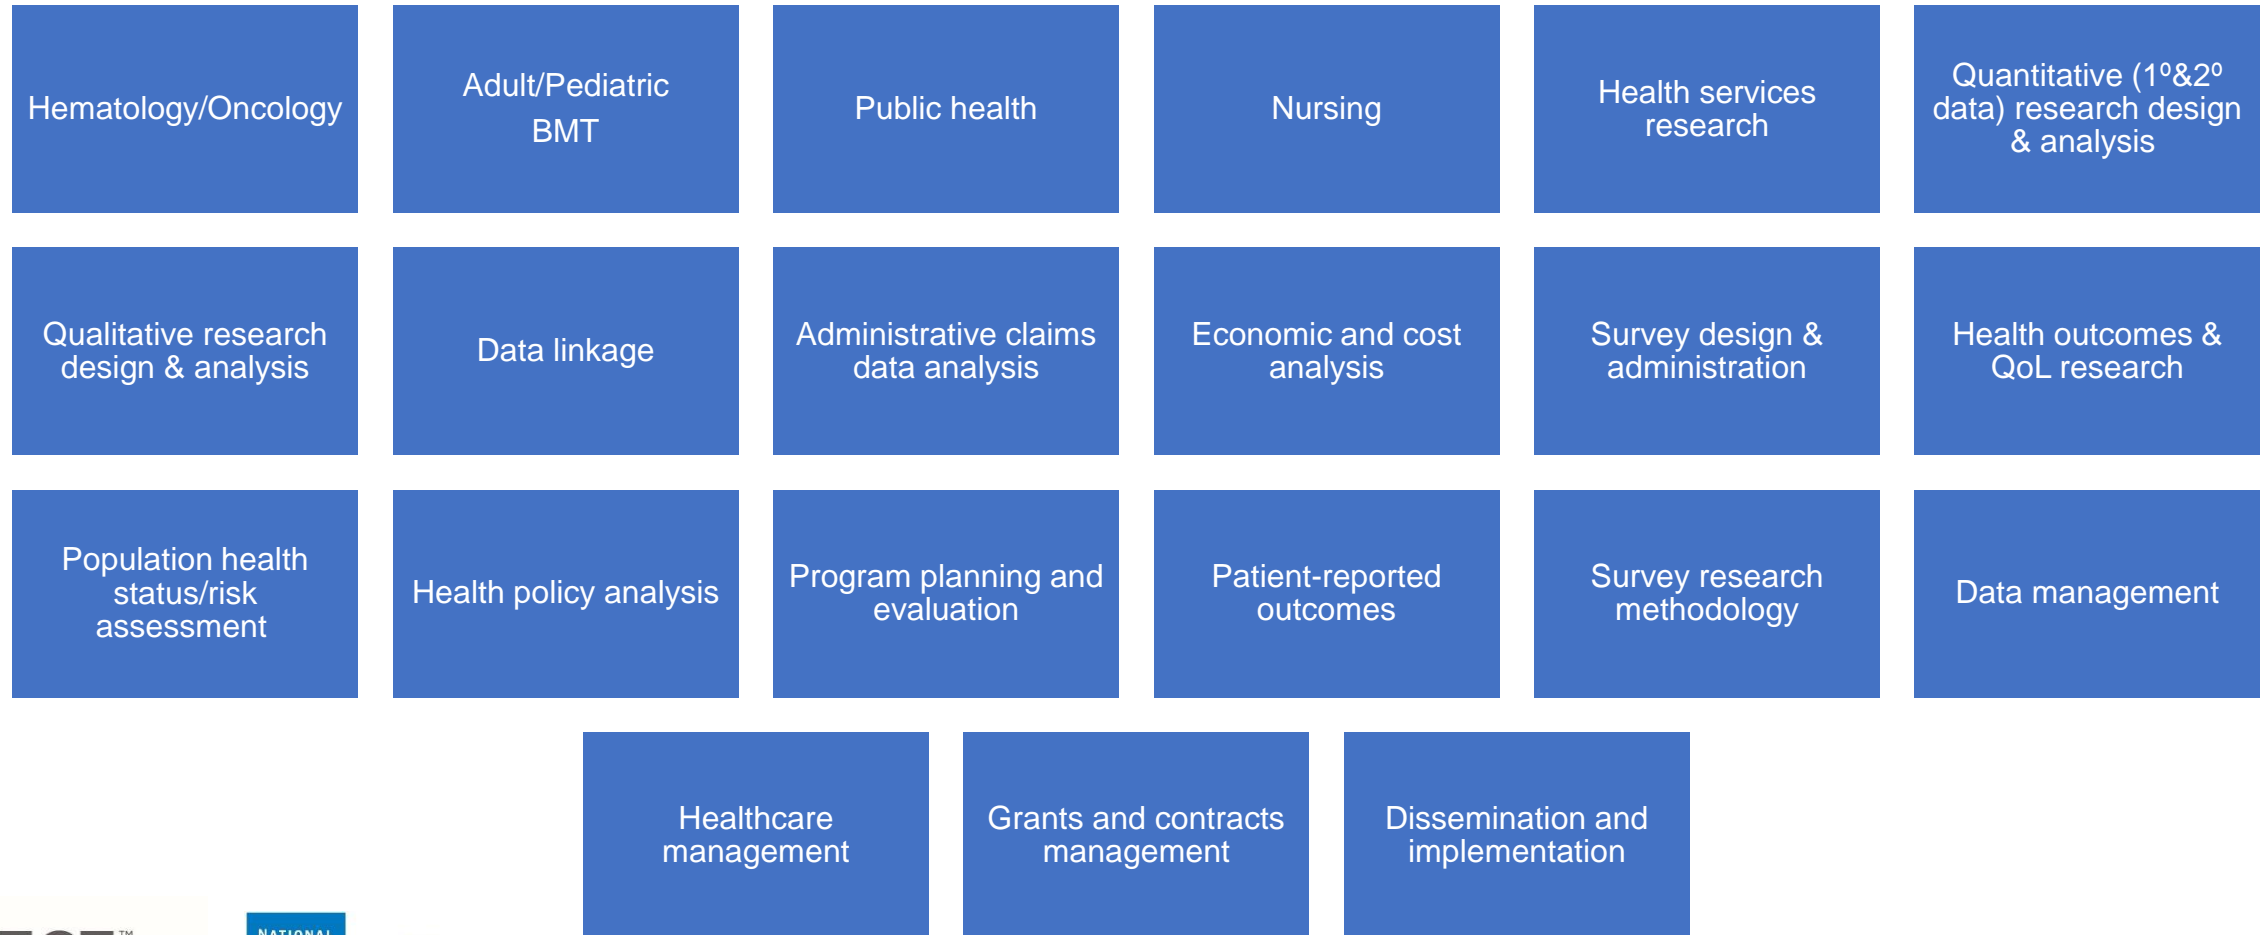 Hematology/Oncology
Adult/Pediatric
BMT
Public health
Nursing
Health services
research
Quantitative (1º&2º
data) research design
& analysis
Qualitative research
design & analysis
Data linkage
Administrative claims
data analysis
Economic and cost
analysis
Survey design &
administration
Health outcomes &
QoL research
Population health
status/risk
assessment
Health policy analysis
Program planning and
evaluation
Patient-reported
outcomes
Survey research
methodology
Data management
Healthcare
management
Grants and contracts
management
Dissemination and
implementation
NATIONAL